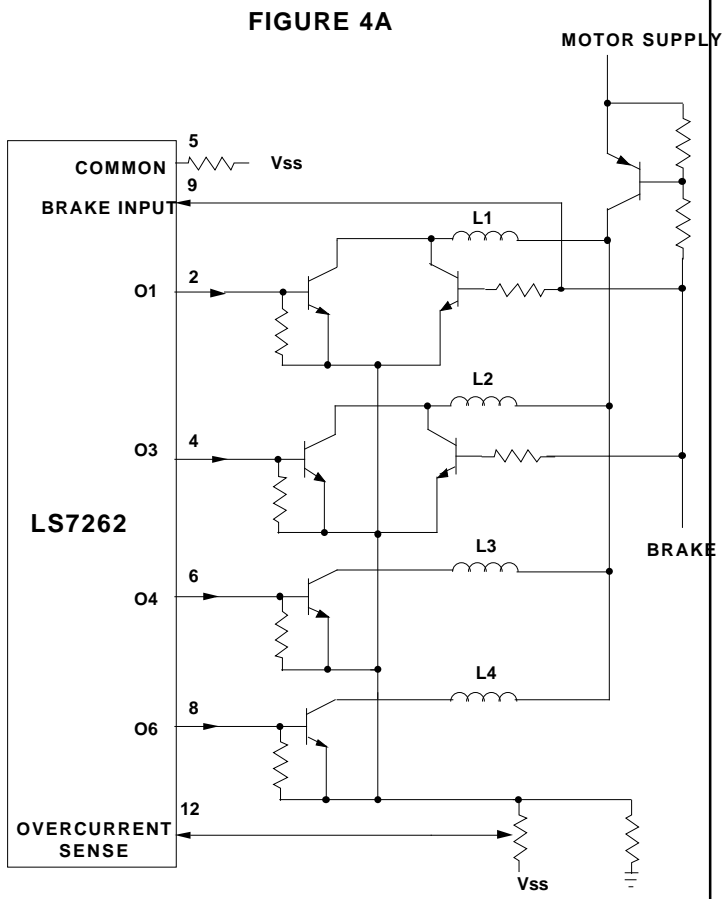 FIGURE 4A
MOTOR SUPPLY
5
COMMON
Vss
9
BRAKE INPUT
L1
2
O1
L2
4
O3
LS7262
BRAKE
L3
6
O4
L4
8
O6
12
OVERCURRENT
SENSE
Vss